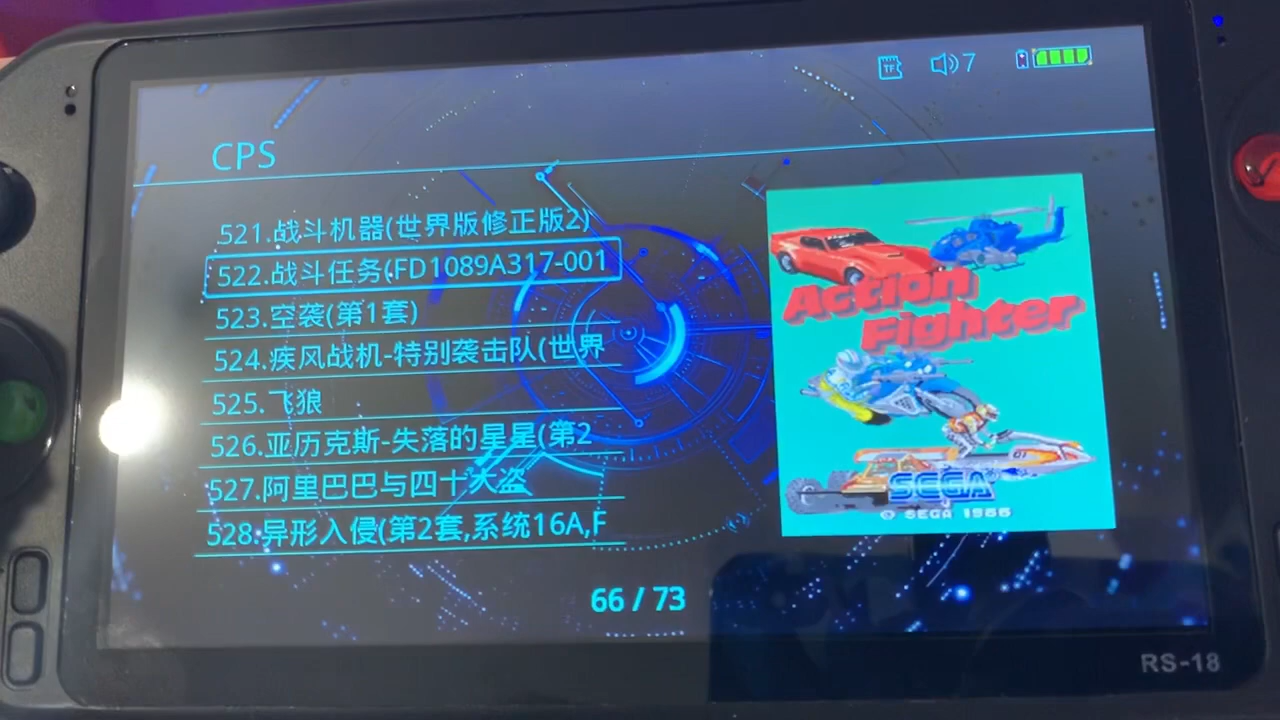 TF 7
CPS
521.战斗机器(世界版修正版2)
522.战斗任务(FD1089A317-001
523.空袭(第1套)
524.疾风战机-特别袭击队(世界
525.飞狼
526.亚历克斯-失落的星星(第2
527.阿里巴巴与四十大盗
528.异形入侵(第2套,系统16A,F
Action
Fighter
SEGA
© SEGA 1986
66 / 73
RS-18